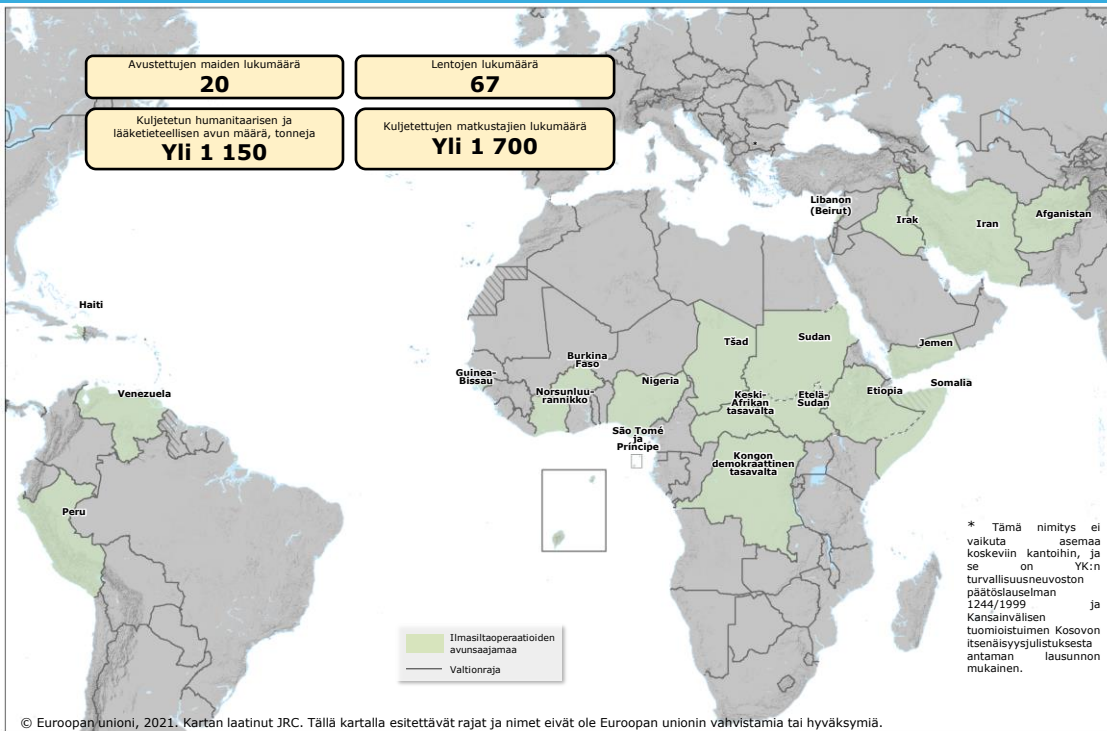 Avustettujen maiden lukumäärä
20
Lentojen lukumäärä
67
Kuljetetun humanitaarisen ja
lääketieteellisen avun määrä, tonneja
Yli 1 150
Kuljetettujen matkustajien lukumäärä
Yli 1 700
Libanon
(Beirut)
Irak
Iran
Afganistan
Haiti
Venezuela
Peru
Guinea-
Bissau
Burkina
Faso
Norsunluu-
rannikko
Nigeria
Tšad
Sudan
Jemen
Keski-
Afrikan
tasavalta
Etelä-
Sudan
Etiopia
Somalia
São Tomé
ja
Príncipe
Kongon
demokraattinen
tasavalta
* Tämä nimitys ei
vaikuta asemaa
koskeviin kantoihin, ja
se on YK:n
turvallisuusneuvoston
päätöslauselman
1244/1999 ja
Kansainvälisen
tuomioistuimen Kosovon
itsenäisyysjulistuksesta
antaman lausunnon
mukainen.
Ilmasiltaoperaatioiden
avunsaajamaa
Valtionraja
© Euroopan unioni, 2021. Kartan laatinut JRC. Tällä kartalla esitettävät rajat ja nimet eivät ole Euroopan unionin vahvistamia tai hyväksymiä.